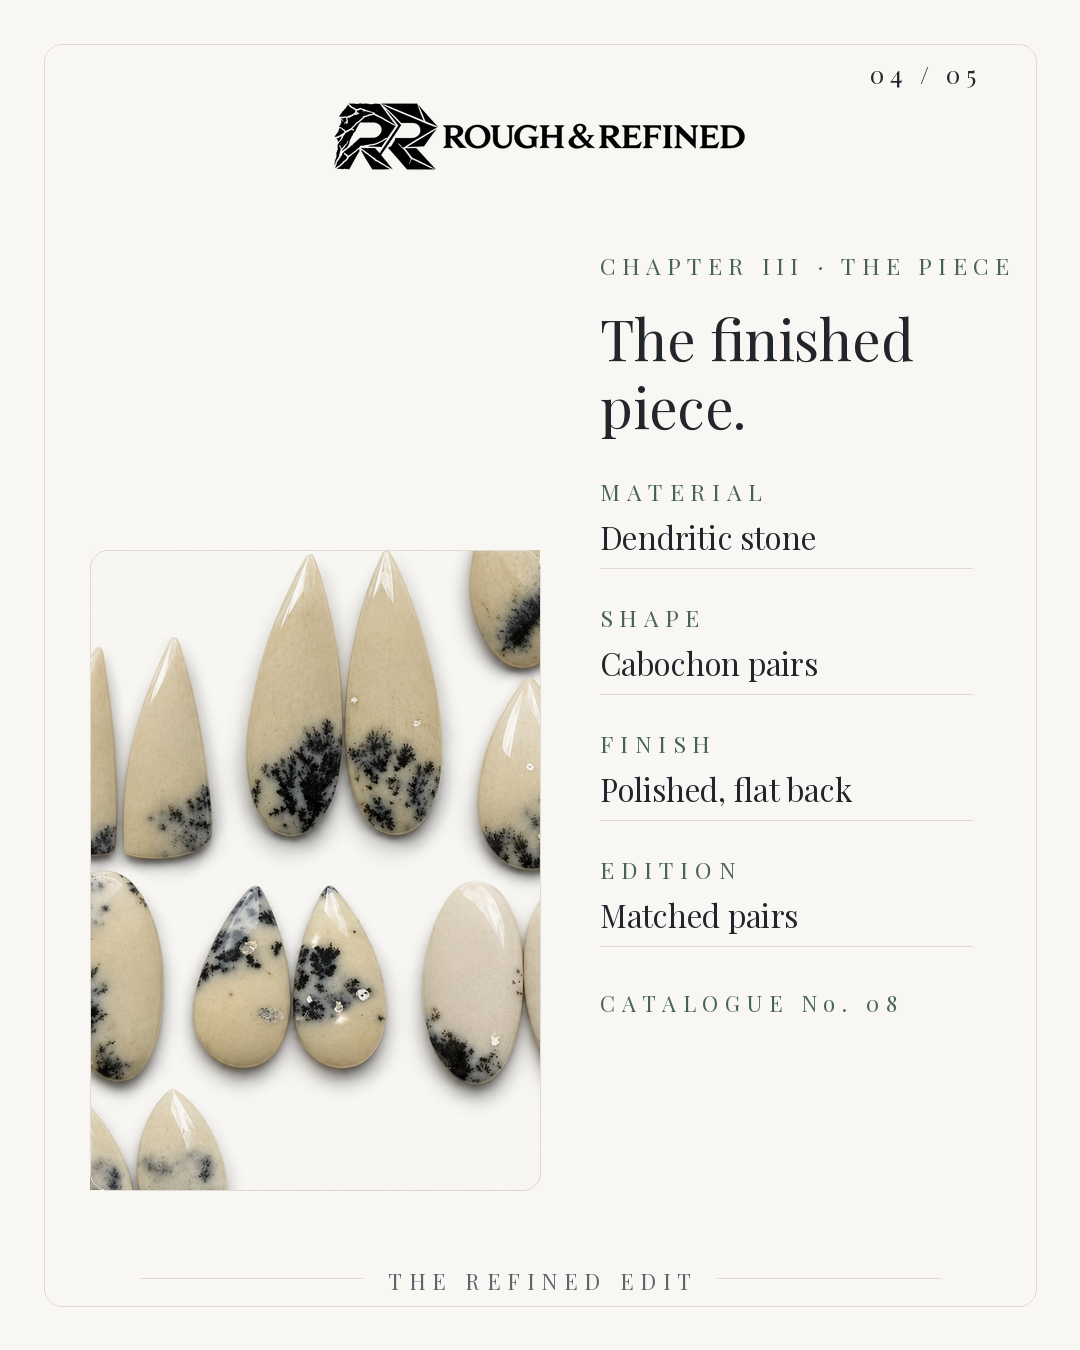 04 / 05
ROUGH & REFINED
CHAPTER III · THE PIECE
The finished
piece.
MATERIAL
Dendritic stone
SHAPE
Cabochon pairs
FINISH
Polished, flat back
EDITION
Matched pairs
CATALOGUE No. 08
THE REFINED EDIT